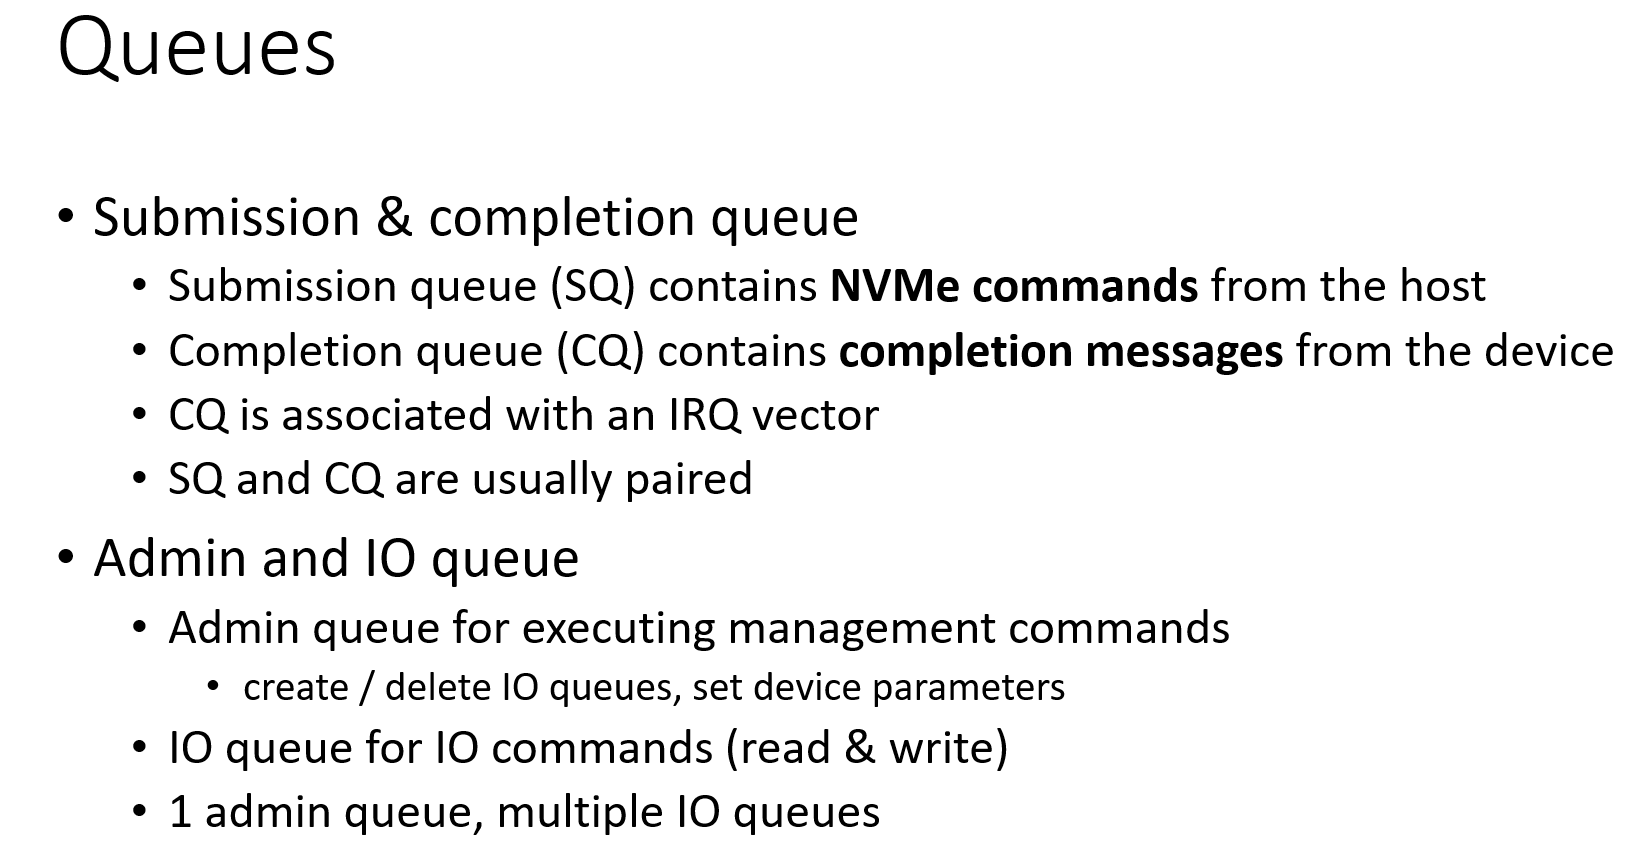 Queues
• Submission & completion queue
• Submission queue (SQ) contains NVMe commands from the host
• Completion queue (CQ) contains completion messages from the device
• CQ is associated with an IRQ vector
• SQ and CQ are usually paired
• Admin and IO queue
• Admin queue for executing management commands
• create / delete IO queues, set device parameters
• IO queue for IO commands (read & write)
• 1 admin queue, multiple IO queues